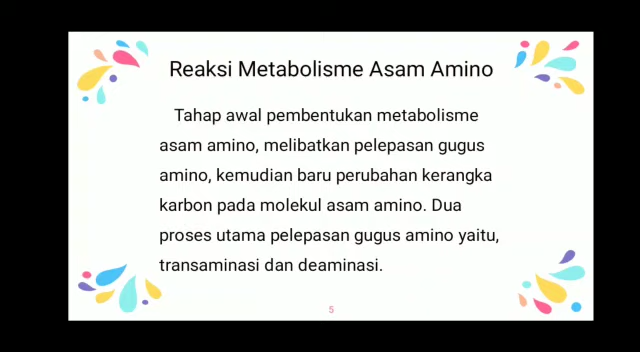 Reaksi Metabolisme Asam Amino
Tahap awal pembentukan metabolisme
asam amino, melibatkan pelepasan gugus
amino, kemudian baru perubahan kerangka
karbon pada molekul asam amino. Dua
proses utama pelepasan gugus amino yaitu,
transaminasi dan deaminasi.
5